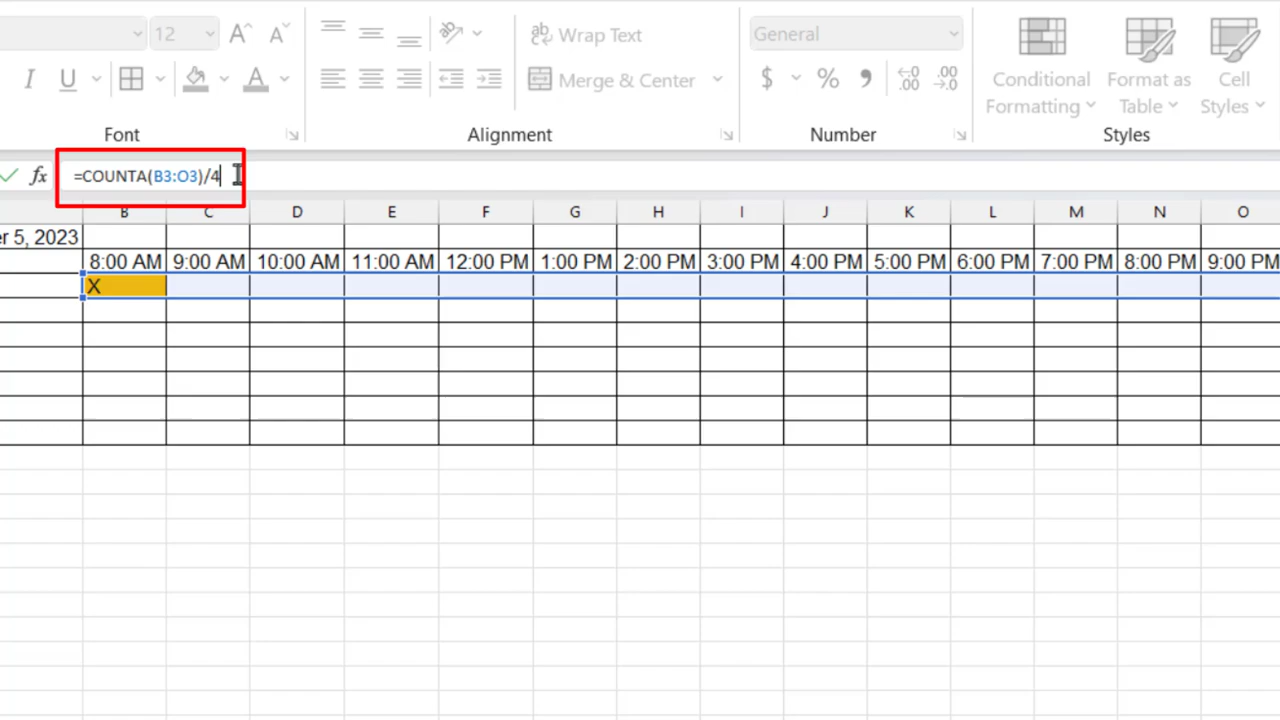 12 A^ A˅ ab Wrap Text General
I U A Merge & Center $ % , .00 .00 Conditional Formatting Format as Table Cell Styles
Font Alignment Number Styles
fx =COUNTA(B3:O3)/4
B C D E F G H I J K L M N O
er 5, 2023
8:00 AM 9:00 AM 10:00 AM 11:00 AM 12:00 PM 1:00 PM 2:00 PM 3:00 PM 4:00 PM 5:00 PM 6:00 PM 7:00 PM 8:00 PM 9:00 PM
X